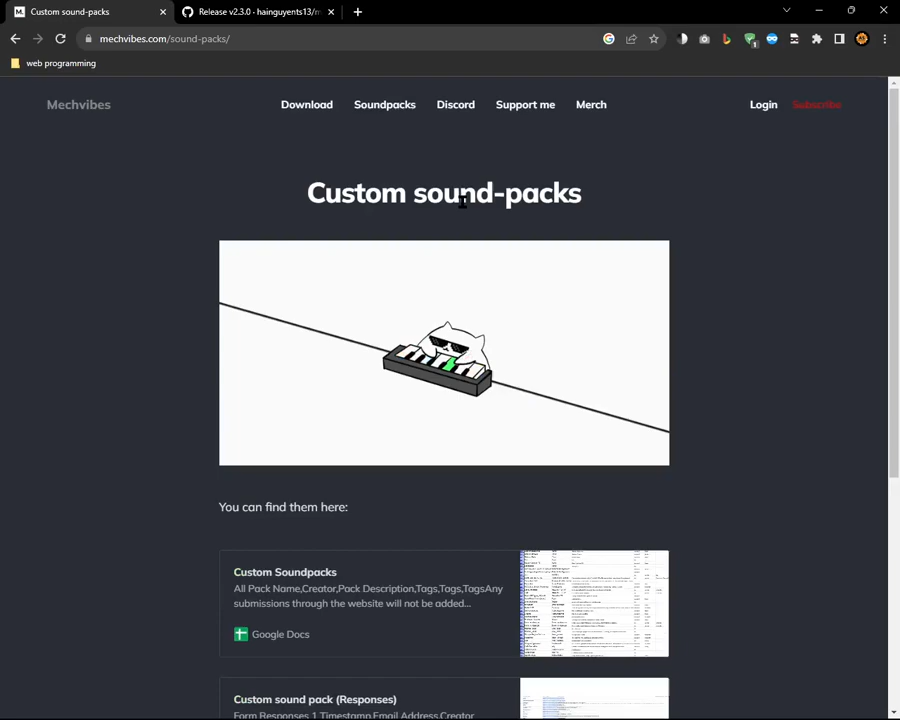 Custom sound-packs
Release v2.3.0 · hainguyents13/m
mechvibes.com/sound-packs/
web programming
Mechvibes
Download
Soundpacks
Discord
Support me
Merch
Login
Subscribe
Custom sound-packs
You can find them here:
Custom Soundpacks
All Pack Name,Creator,Pack Description,Tags,Tags,TagsAny
submissions through the website will not be added...
Google Docs
Custom sound pack (Responses)
Form Responses 1 Timestamp,Email Address,Creator